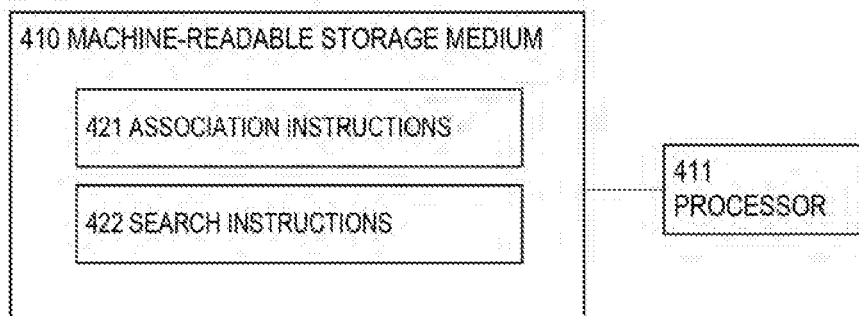 410 MACHINE-READABLE STORAGE MEDIUM
421 ASSOCIATION INSTRUCTIONS
422 SEARCH INSTRUCTIONS
411
PROCESSOR